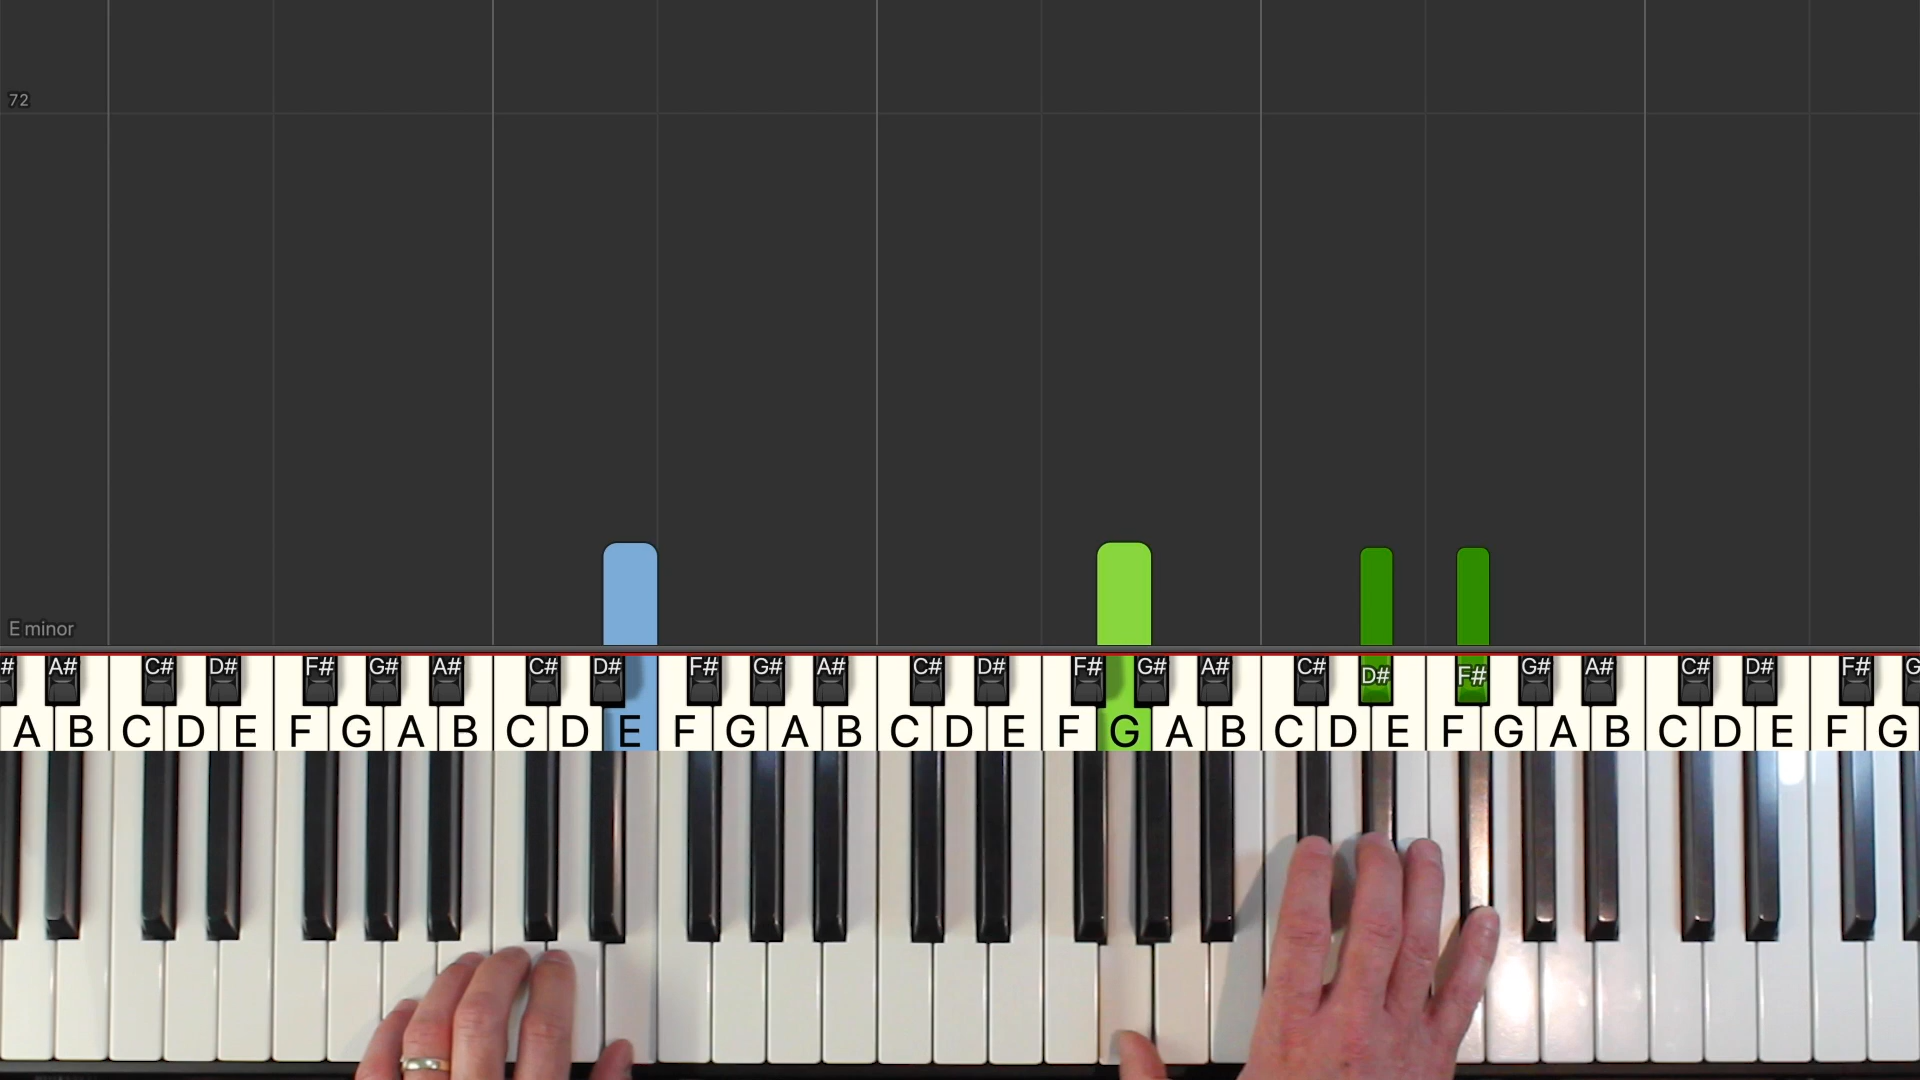 72
E minor
# A# C# D# F# G# A# C# D# F# G# A# C# D# F# G# A# C# D# F# G# A# C# D# F# G
A B C D E F G A B C D E F G A B C D E F G A B C D E F G A B C D E F G